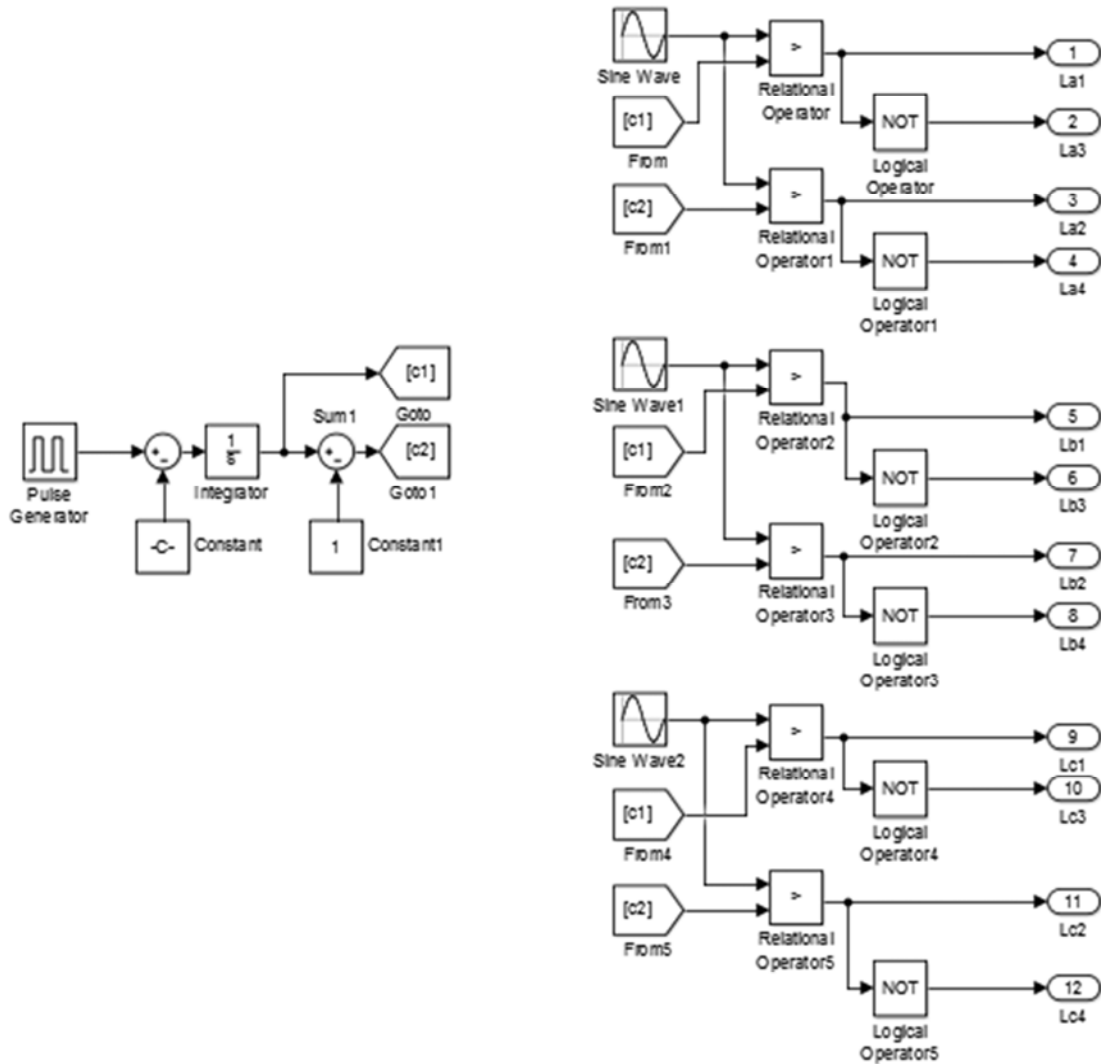 Sine Wave
>
Relational
Operator
1
La1
[c1]
From
NOT
Logical
Operator
2
La3
[c2]
From1
>
Relational
Operator1
3
La2
NOT
Logical
Operator1
4
La4
Pulse
Generator
+
-
-C-
Constant
1
s
Integrator
Sum1
+
-
1
Constant1
[c1]
Goto
[c2]
Goto1
Sine Wave1
>
Relational
Operator2
5
Lb1
[c1]
From2
NOT
Logical
Operator2
6
Lb3
[c2]
From3
>
Relational
Operator3
7
Lb2
NOT
Logical
Operator3
8
Lb4
Sine Wave2
>
Relational
Operator4
9
Lc1
[c1]
From4
NOT
Logical
Operator4
10
Lc3
[c2]
From5
>
Relational
Operator5
11
Lc2
NOT
Logical
Operator5
12
Lc4